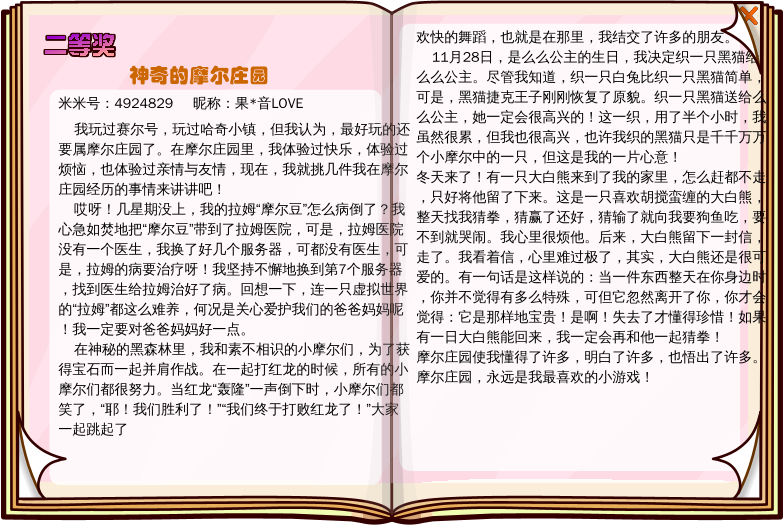 二等奖
神奇的摩尔庄园
米米号：4924829 昵称：果*音LOVE
我玩过赛尔号，玩过哈奇小镇，但我认为，最好玩的还
要属摩尔庄园了。在摩尔庄园里，我体验过快乐，体验过
烦恼，也体验过亲情与友情，现在，我就挑几件我在摩尔
庄园经历的事情来讲讲吧！
哎呀！几星期没上，我的拉姆“摩尔豆”怎么病倒了？我
心急如焚地把“摩尔豆”带到了拉姆医院，可是，拉姆医院
没有一个医生，我换了好几个服务器，可都没有医生，可
是，拉姆的病要治疗呀！我坚持不懈地换到第7个服务器
，找到医生给拉姆治好了病。回想一下，连一只虚拟世界
的“拉姆”都这么难养，何况是关心爱护我们的爸爸妈妈呢
！我一定要对爸爸妈妈好一点。
在神秘的黑森林里，我和素不相识的小摩尔们，为了获
得宝石而一起并肩作战。在一起打红龙的时候，所有的小
摩尔们都很努力。当红龙“轰隆”一声倒下时，小摩尔们都
笑了，“耶！我们胜利了！”“我们终于打败红龙了！”大家
一起跳起了
欢快的舞蹈，也就是在那里，我结交了许多的朋友。
11月28日，是么么公主的生日，我决定织一只黑猫给
么么公主。尽管我知道，织一只白兔比织一只黑猫简单，
可是，黑猫捷克王子刚刚恢复了原貌。织一只黑猫送给么
么公主，她一定会很高兴的！这一织，用了半个小时，我
虽然很累，但我也很高兴，也许我织的黑猫只是千千万万
个小摩尔中的一只，但这是我的一片心意！
冬天来了！有一只大白熊来到了我的家里，怎么赶都不走
，只好将他留了下来。这是一只喜欢胡搅蛮缠的大白熊，
整天找我猜拳，猜赢了还好，猜输了就向我要狗鱼吃，要
不到就哭闹。我心里很烦他。后来，大白熊留下一封信，
走了。我看着信，心里难过极了，其实，大白熊还是很可
爱的。有一句话是这样说的：当一件东西整天在你身边时
，你并不觉得有多么特殊，可但它忽然离开了你，你才会
觉得：它是那样地宝贵！是啊！失去了才懂得珍惜！如果
有一日大白熊能回来，我一定会再和他一起猜拳！
摩尔庄园使我懂得了许多，明白了许多，也悟出了许多。
摩尔庄园，永远是我最喜欢的小游戏！